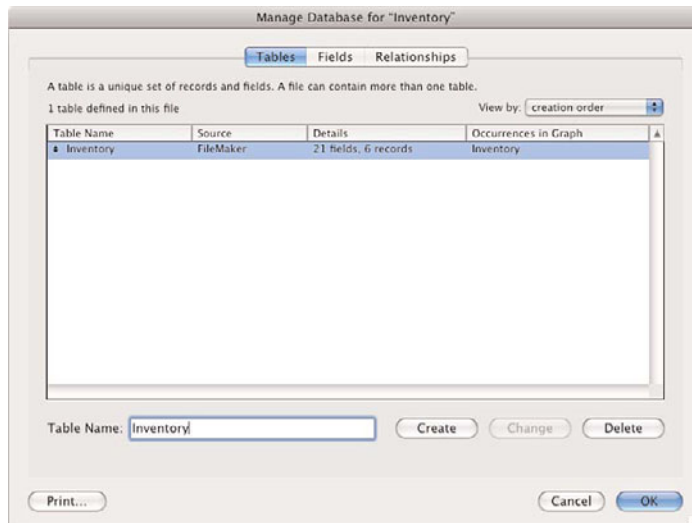 Manage Database for "Inventory"
Tables Fields Relationships
A table is a unique set of records and fields. A file can contain more than one table.
1 table defined in this file
View by: creation order
Table Name Source Details Occurrences in Graph
Inventory FileMaker 21 fields, 6 records Inventory
Table Name: Inventory Create Change Delete
Print... Cancel OK